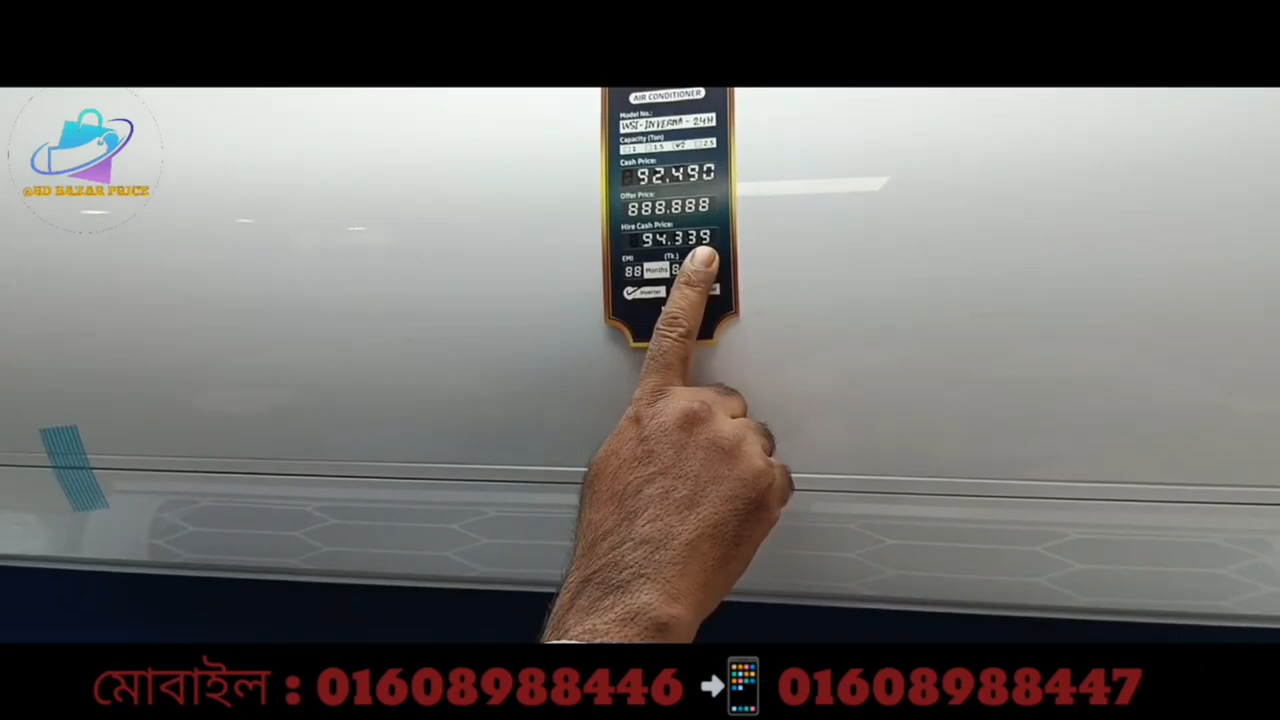 AIR CONDITIONER
Model No.:
WSI-INVERNA-24H
Capacity (Ton)
1 1.5 2 2.5
Cash Price:
92.490
Offer Price:
888.888
Hire Cash Price:
94.339
EMI (Tk.)
88 Months 8
Inverter
@BD BAZAR PRICE
মোবাইল : 01608988446 ➜📱 01608988447